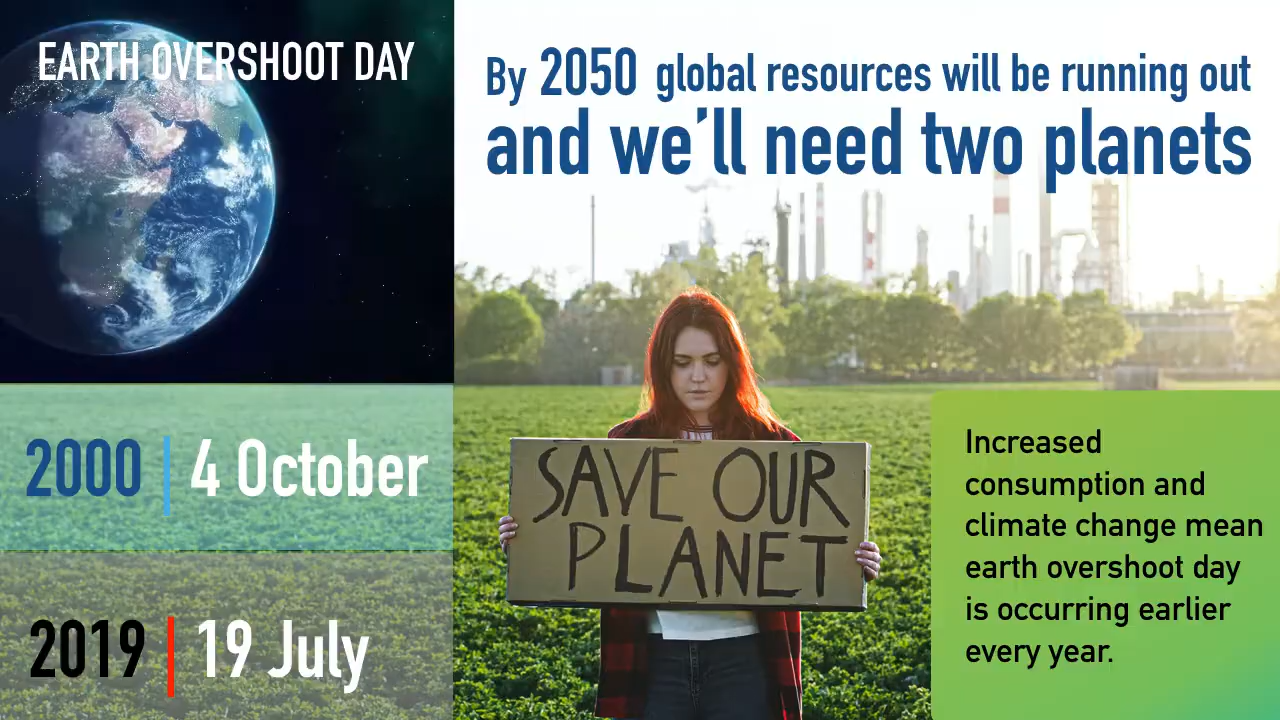 EARTH OVERSHOOT DAY
2000 | 4 October
2019 | 19 July
By 2050 global resources will be running out
and we'll need two planets
SAVE OUR
PLANET
Increased
consumption and
climate change mean
earth overshoot day
is occurring earlier
every year.